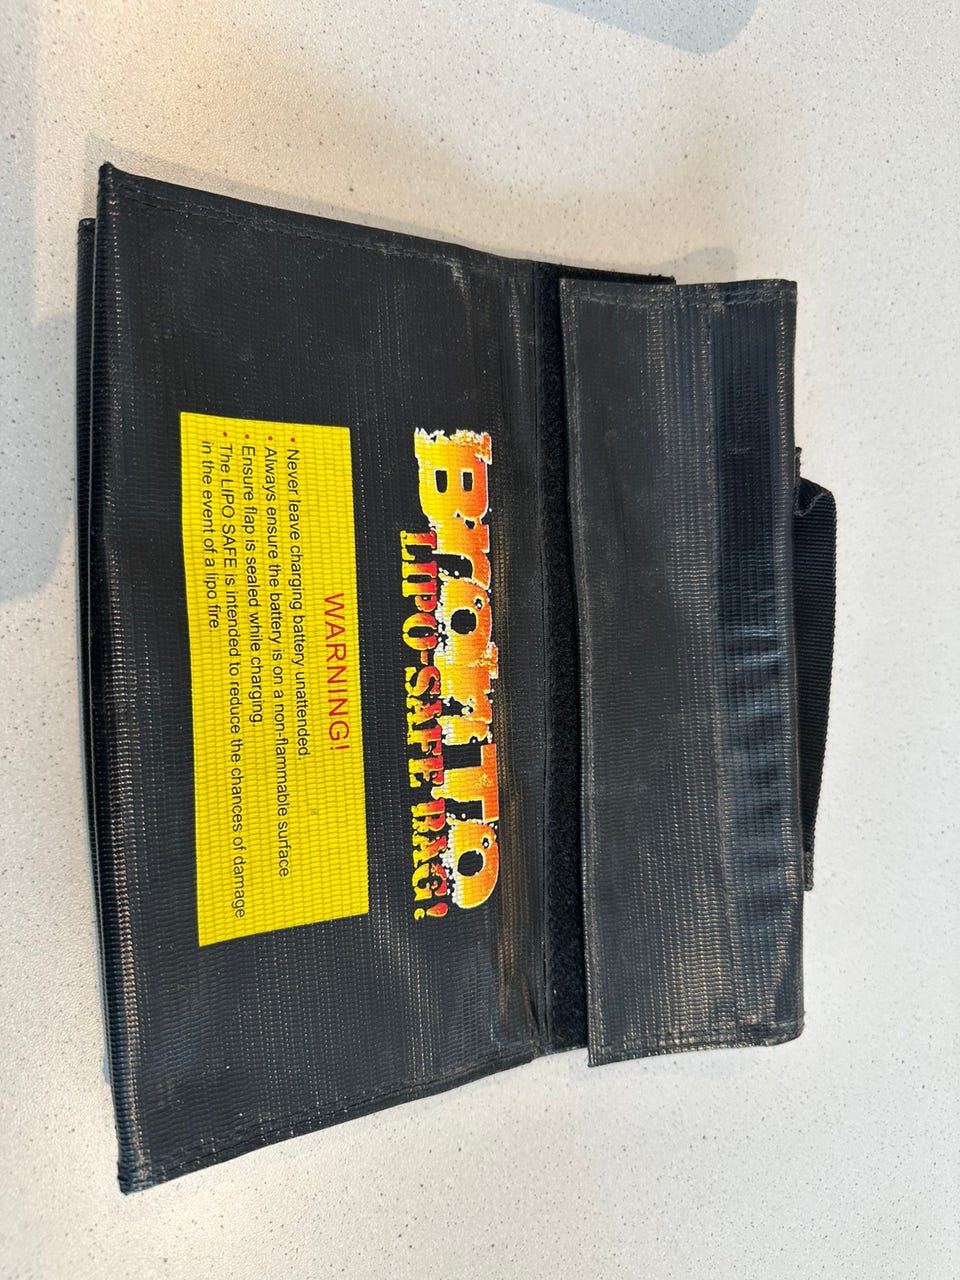 BronTo
LIPO-SAFE BAG!
WARNING!
• Never leave charging battery unattended.
• Always ensure the battery is on a non-flammable surface
• Ensure flap is sealed while charging.
• The LIPO SAFE is intended to reduce the chances of damage
in the event of a lipo fire.